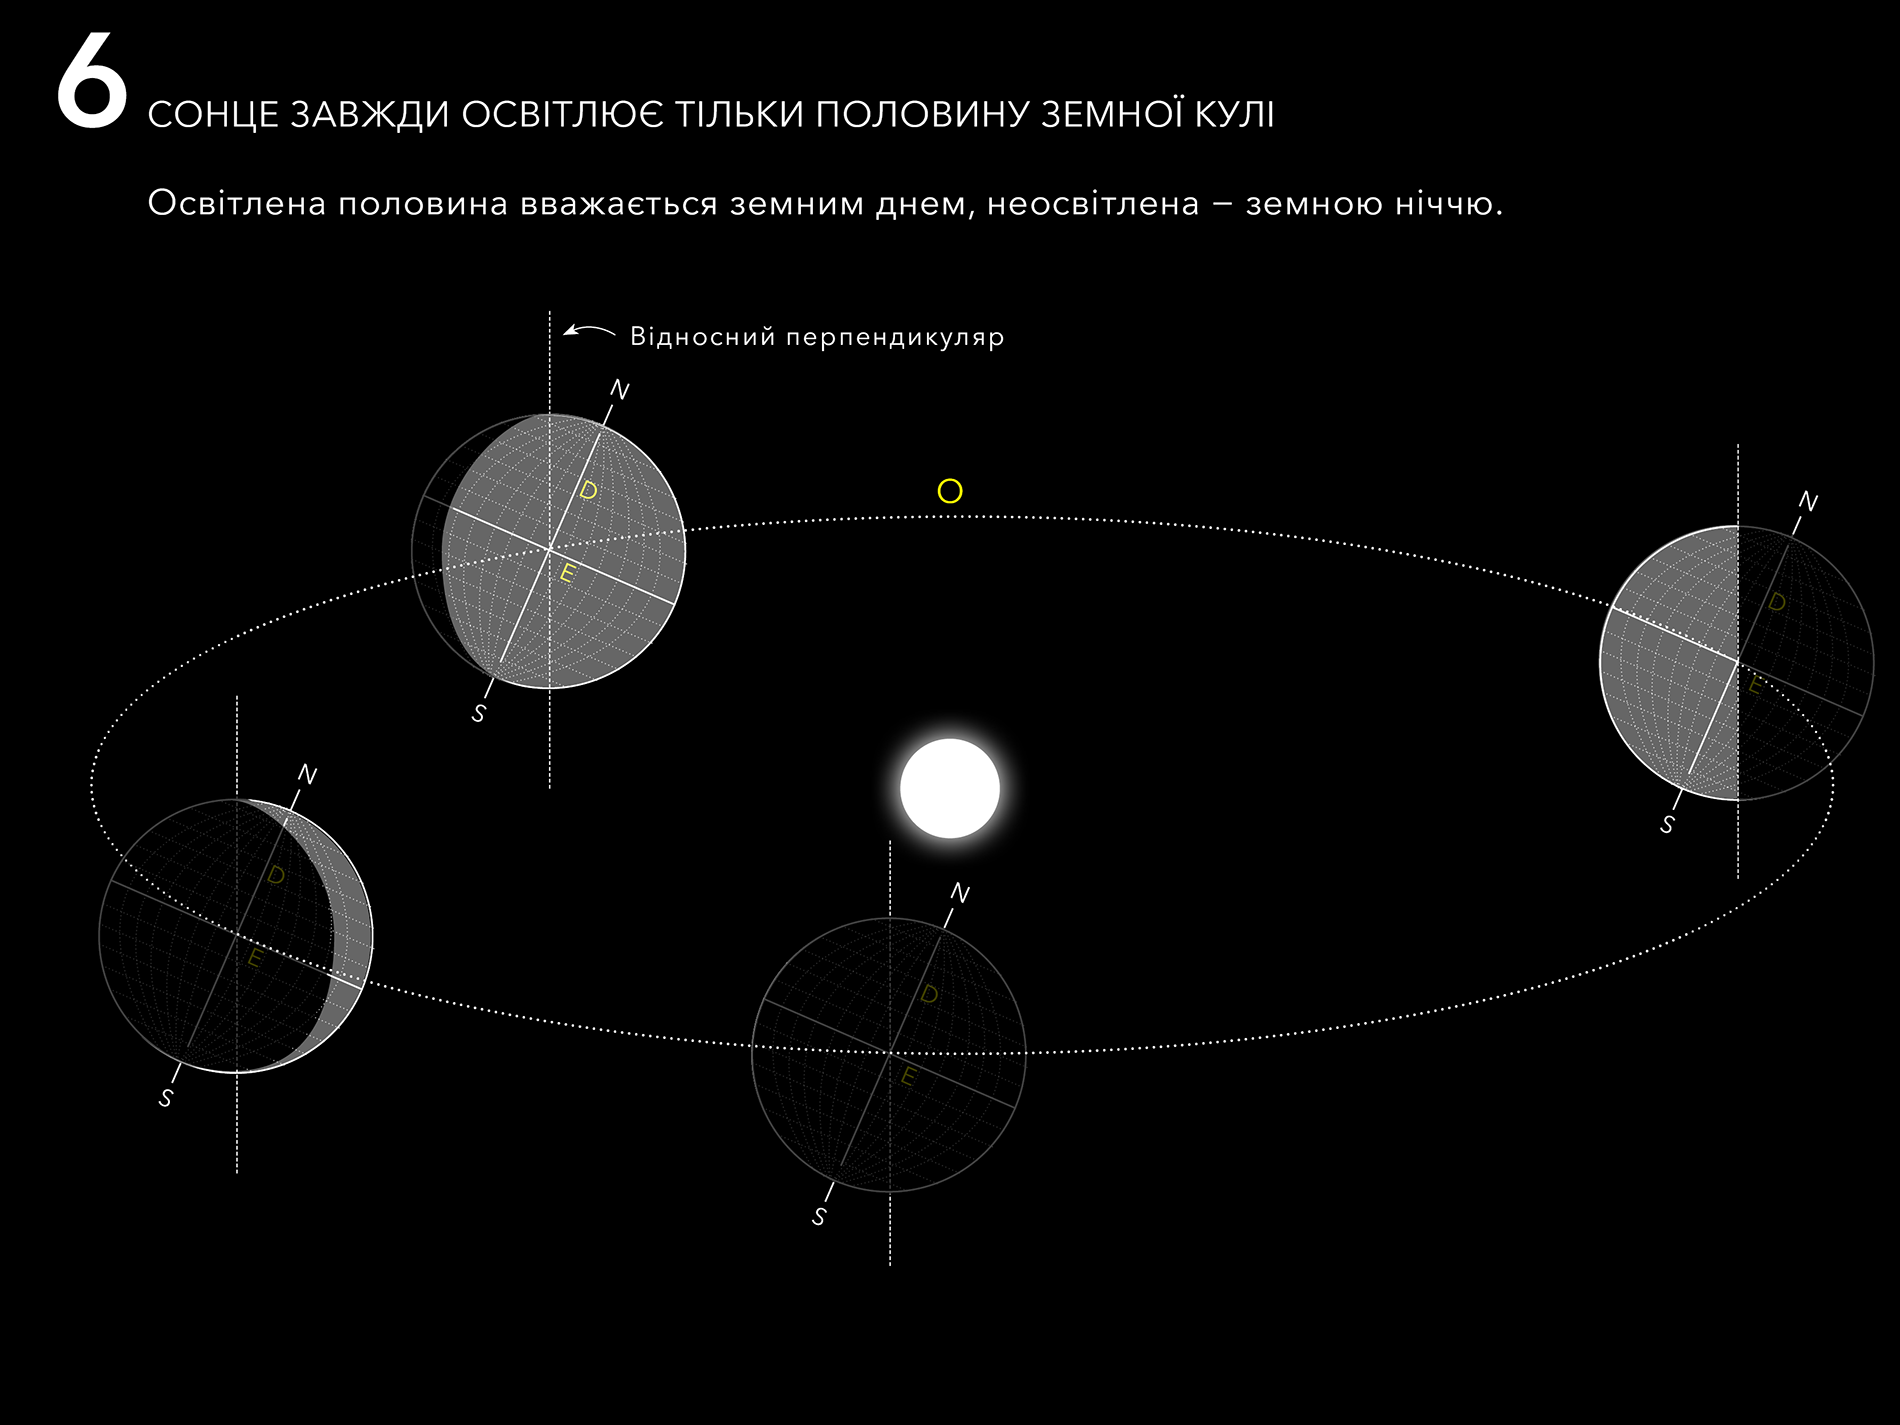 6
СОНЦЕ ЗАВЖДИ ОСВІТЛЮЄ ТІЛЬКИ ПОЛОВИНУ ЗЕМНОЇ КУЛІ
Освітлена половина вважається земним днем, неосвітлена – земною ніччю.
Відносний перпендикуляр
N
D
E
S
O
N
D
E
S
N
D
E
S
N
D
E
S